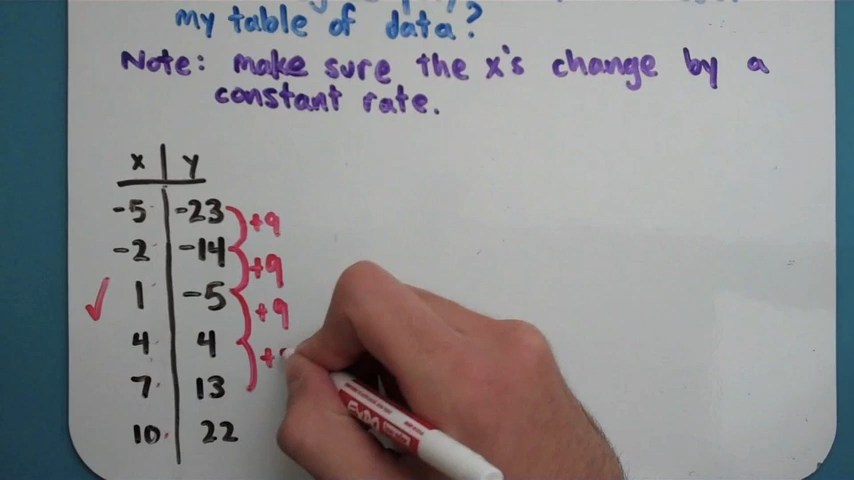 my table of data?
Note: make sure the x's change by a
constant rate.
x y
-5 -23 +9
-2 -14 +9
1 -5 +9
4 4
7 13
10 22